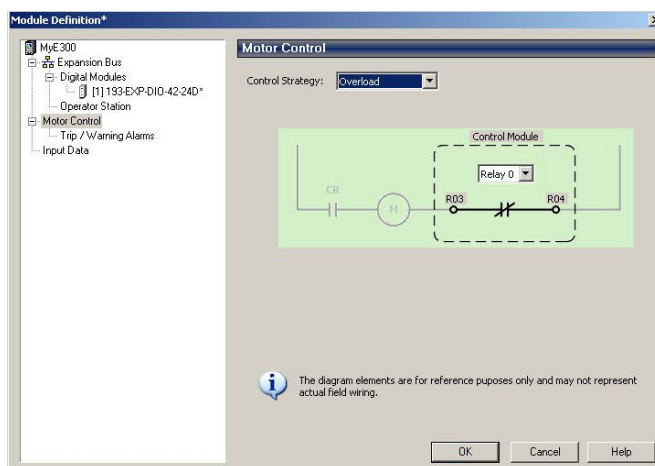 Module Definition*
MyE300
Expansion Bus
Digital Modules
[1] 193-EXP-DIO-42-24D*
Operator Station
Motor Control
Trip / Warning Alarms
Input Data
Motor Control
Control Strategy: Overload
Control Module
Relay 0
CR
M
R03
R04
The diagram elements are for reference puposes only and may not represent
actual field wiring.
OK
Cancel
Help